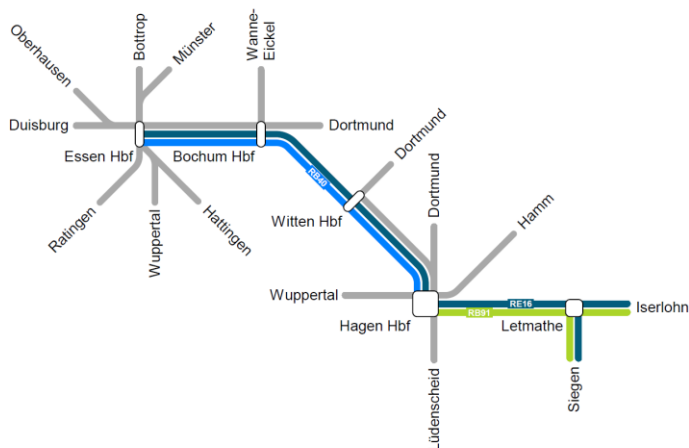 Oberhausen
Bottrop
Münster
Wanne-
Eickel
Duisburg
Dortmund
Essen Hbf
Bochum Hbf
Dortmund
RB40
Ratingen
Wuppertal
Hattingen
Witten Hbf
Dortmund
Hamm
Wuppertal
Hagen Hbf
RE16
RB91
Letmathe
Iserlohn
Lüdenscheid
Siegen